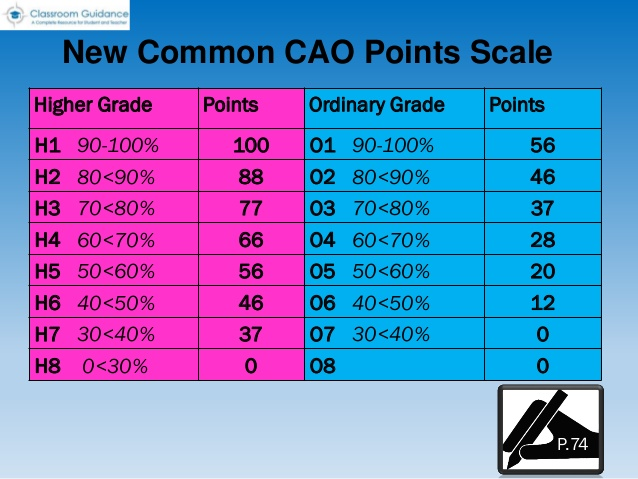 Classroom Guidance
A Complete Resource for Student and Teacher
New Common CAO Points Scale
Higher Grade Points Ordinary Grade Points
H1 90-100% 100 O1 90-100% 56
H2 80<90% 88 O2 80<90% 46
H3 70<80% 77 O3 70<80% 37
H4 60<70% 66 O4 60<70% 28
H5 50<60% 56 O5 50<60% 20
H6 40<50% 46 O6 40<50% 12
H7 30<40% 37 O7 30<40% 0
H8 0<30% 0 O8 0
P.74